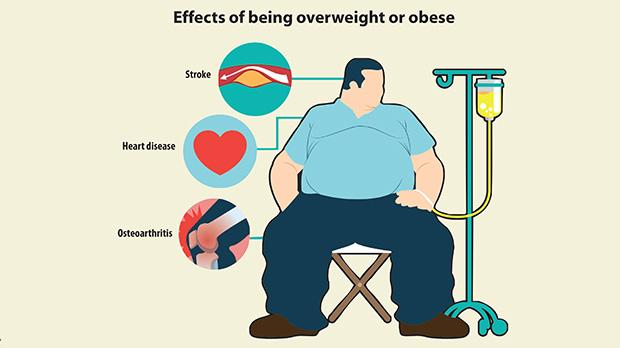 Effects of being overweight or obese
Stroke
Heart disease
Osteoarthritis